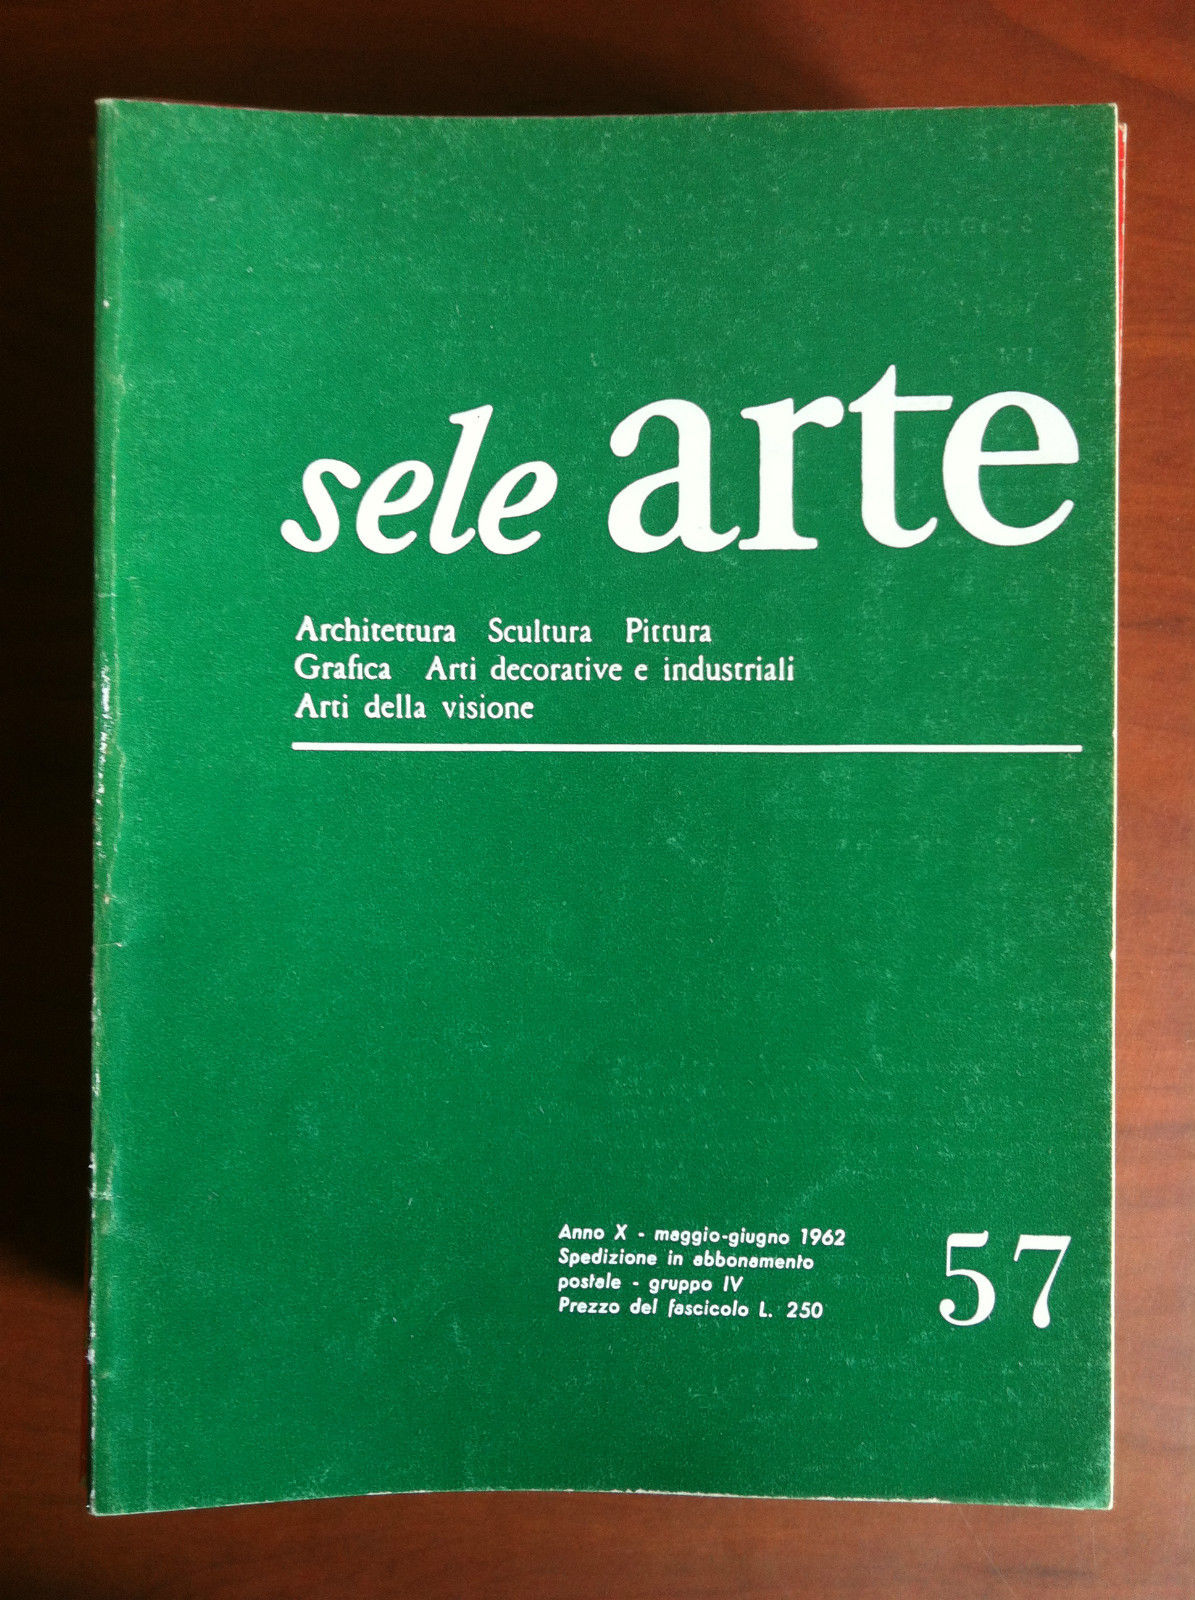 sele arte
Architettura Scultura Pittura
Grafica Arti decorative e industriali
Arti della visione
Anno X - maggio-giugno 1962
Spedizione in abbonamento
postale - gruppo IV
Prezzo del fascicolo L. 250
57